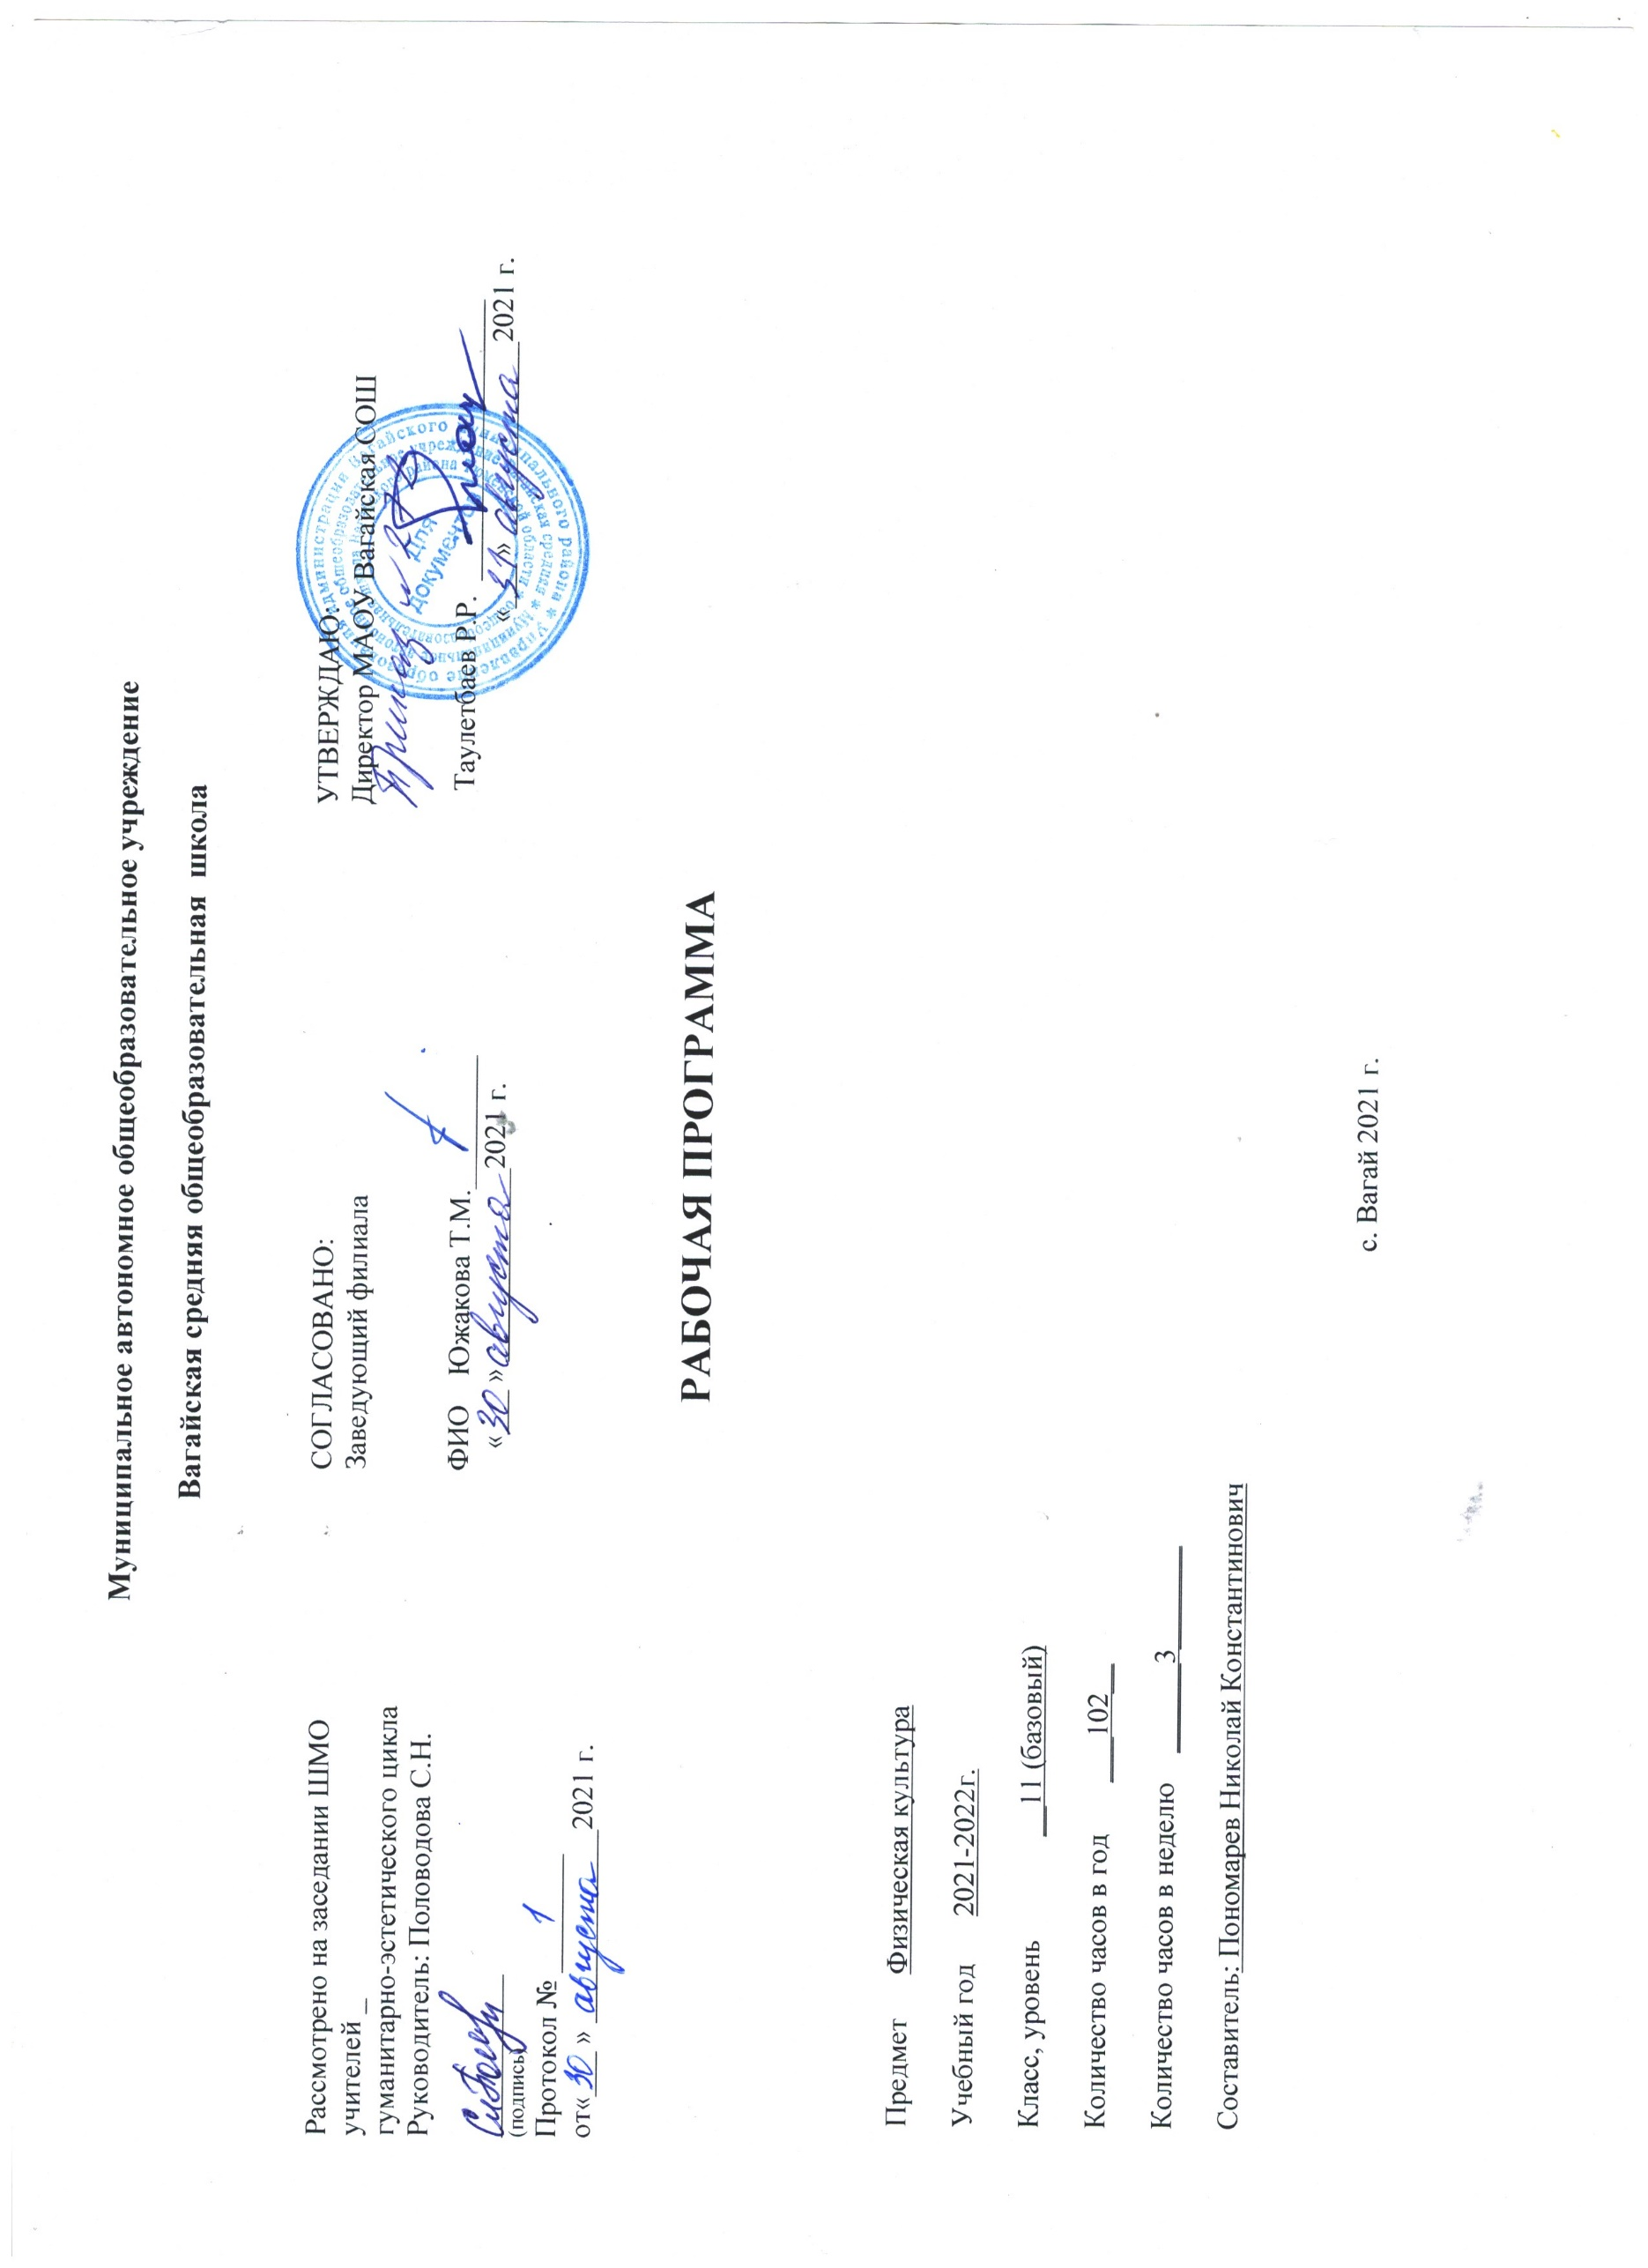 Муниципальное автономное общеобразовательное учреждение
Вагайская средняя общеобразовательная школа
Рассмотрено на заседании ШМО
учителей _
гуманитарно-эстетического цикла
Руководитель: Половодова С.Н.
(подпись)
Протокол № 1
от« 30 » августа 2021 г.
СОГЛАСОВАНО:
Заведующий филиала
ФИО Южакова Т.М.
« 30 » августа 2021 г.
УТВЕРЖДАЮ:
Директор МАОУ Вагайская СОШ
Таулетбаев Р.Р.
« 31 » августа 2021 г.
Для
документов
РАБОЧАЯ ПРОГРАММА
Предмет Физическая культура
Учебный год 2021-2022г.
Класс, уровень 11 (базовый)
Количество часов в год 102
Количество часов в неделю 3
Составитель: Пономарев Николай Константинович
с. Вагай 2021 г.